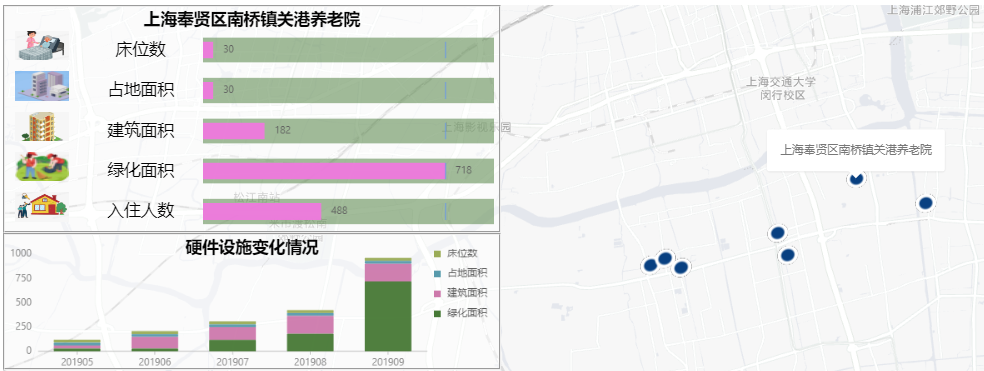 上海奉贤区南桥镇关港养老院
床位数
30
占地面积
30
建筑面积
182
绿化面积
718
入住人数
488
上海影视乐园
松江南站
硬件设施变化情况
1000
750
500
250
0
201905
201906
201907
201908
201909
床位数
占地面积
建筑面积
绿化面积
上海浦江郊野公园
上海交通大学
闵行校区
上海奉贤区南桥镇关港养老院